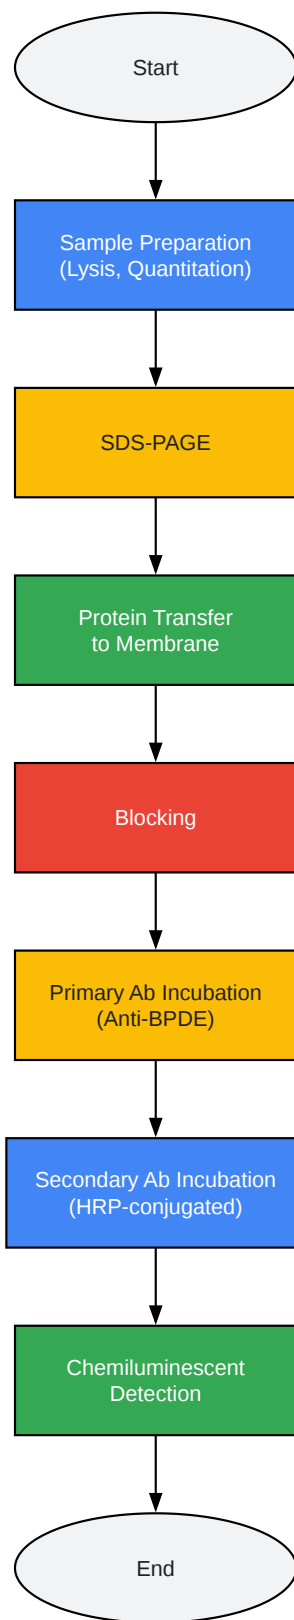 Start
Sample Preparation
(Lysis, Quantitation)
SDS-PAGE
Protein Transfer
to Membrane
Blocking
Primary Ab Incubation
(Anti-BPDE)
Secondary Ab Incubation
(HRP-conjugated)
Chemiluminescent
Detection
End